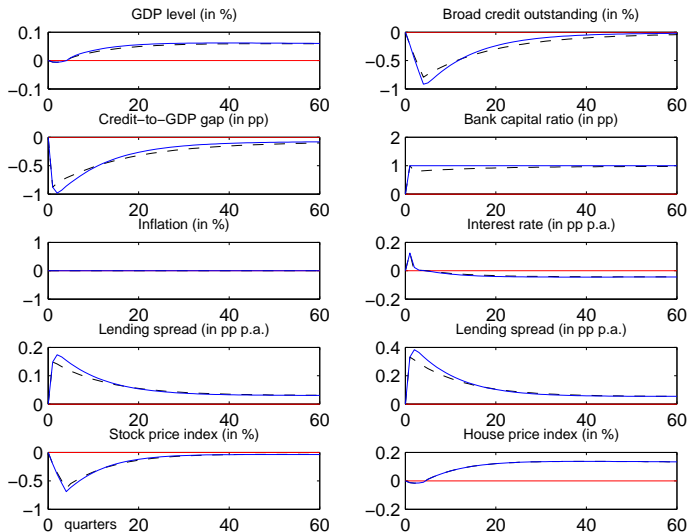 GDP level (in %)
0.1
0
−0.1
0 20 40 60
Broad credit outstanding (in %)
0
−0.5
−1
0 20 40 60
Credit−to−GDP gap (in pp)
0
−0.5
−1
0 20 40 60
Bank capital ratio (in pp)
2
1
0
0 20 40 60
Inflation (in %)
1
0
−1
0 20 40 60
Interest rate (in pp p.a.)
0.2
0
−0.2
0 20 40 60
Lending spread (in pp p.a.)
0.4
0.2
0
0 20 40 60
Lending spread (in pp p.a.)
0.4
0.2
0
0 20 40 60
Stock price index (in %)
0
−0.5
−1
0 20 40 60
quarters
House price index (in %)
0.2
0
−0.2
0 20 40 60